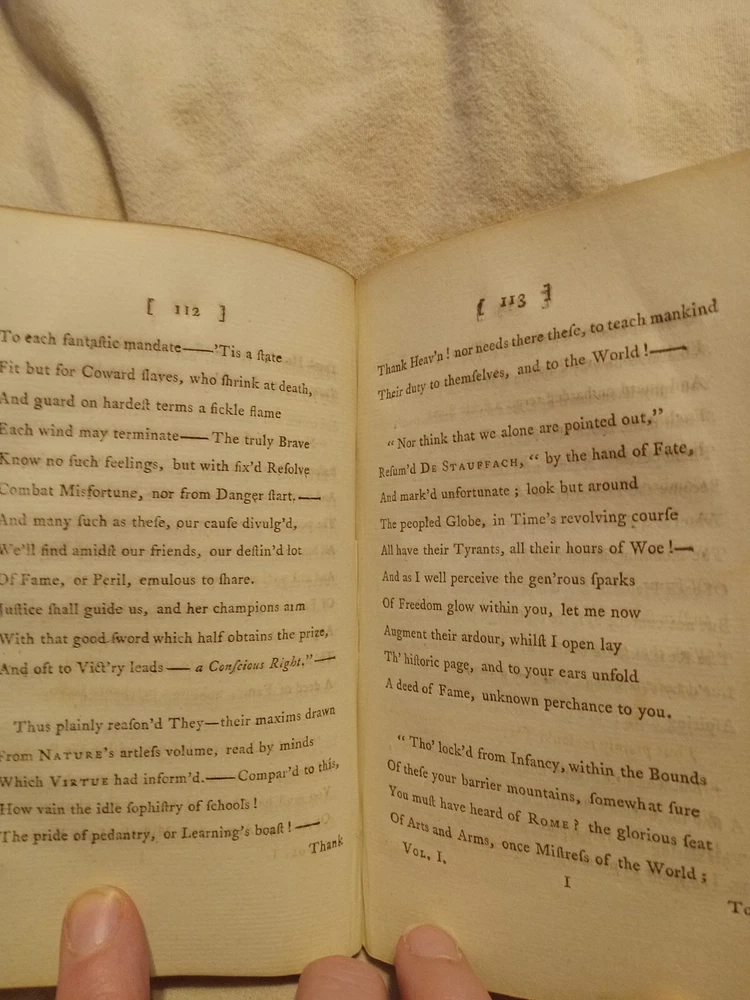 [ 112 ]
To each fantaſtic mandate——'Tis a ſtate
Fit but for Coward ſlaves, who ſhrink at death,
And guard on hardeſt terms a fickle flame
Each wind may terminate——The truly Brave
Know no ſuch feelings, but with fix'd Reſolve
Combat Misfortune, nor from Danger ſtart.——
And many ſuch as theſe, our cauſe divulg'd,
We'll find amidſt our friends, our deſtin'd lot
Of Fame, or Peril, emulous to ſhare.
Juſtice ſhall guide us, and her champions aim
With that good ſword which half obtains the prize,
And oft to Vict'ry leads—— a Conſcious Right."——
Thus plainly reaſon'd They—their maxims drawn
From NATURE's artleſs volume, read by minds
Which VIRTUE had inform'd.——Compar'd to this,
How vain the idle ſophiſtry of ſchools !
The pride of pedantry, or Learning's boaſt !——
Thank
[ 113 ]
Thank Heav'n ! nor needs there theſe, to teach mankind
Their duty to themſelves, and to the World !——
" Nor think that we alone are pointed out,"
Reſum'd DE STAUFFACH, " by the hand of Fate,
And mark'd unfortunate ; look but around
The peopled Globe, in Time's revolving courſe
All have their Tyrants, all their hours of Woe !—
And as I well perceive the gen'rous ſparks
Of Freedom glow within you, let me now
Augment their ardour, whilſt I open lay
Th' hiſtoric page, and to your ears unfold
A deed of Fame, unknown perchance to you.
" Tho' lock'd from Infancy, within the Bounds
Of theſe your barrier mountains, ſomewhat ſure
You muſt have heard of ROME ? the glorious ſeat
Of Arts and Arms, once Miſtreſs of the World ;
VOL. I.
I
To